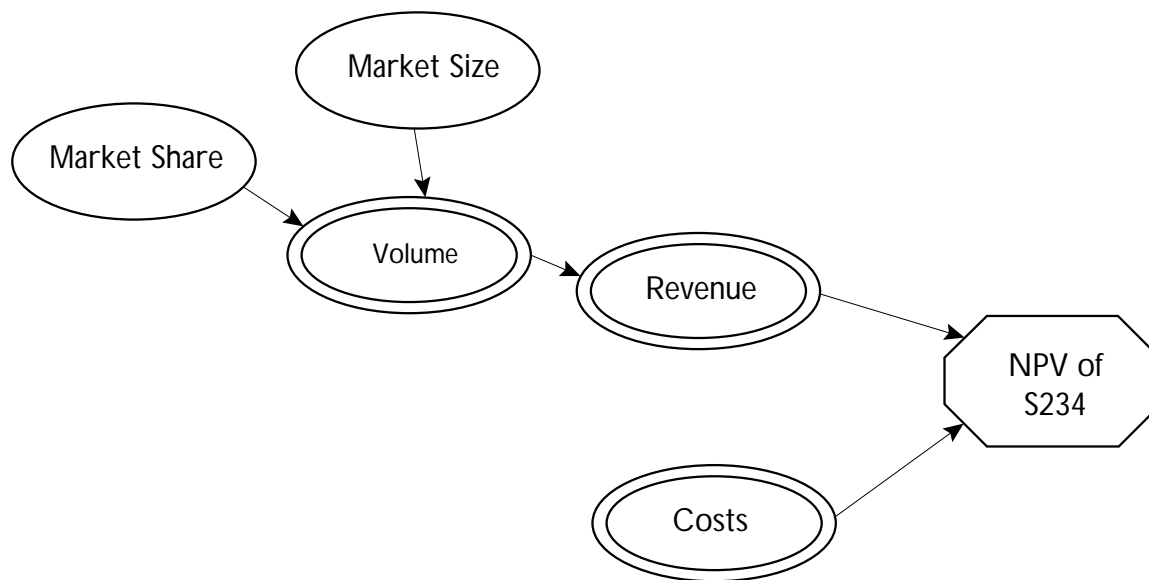 Market Size
Market Share
Volume
Revenue
NPV of
S234
Costs